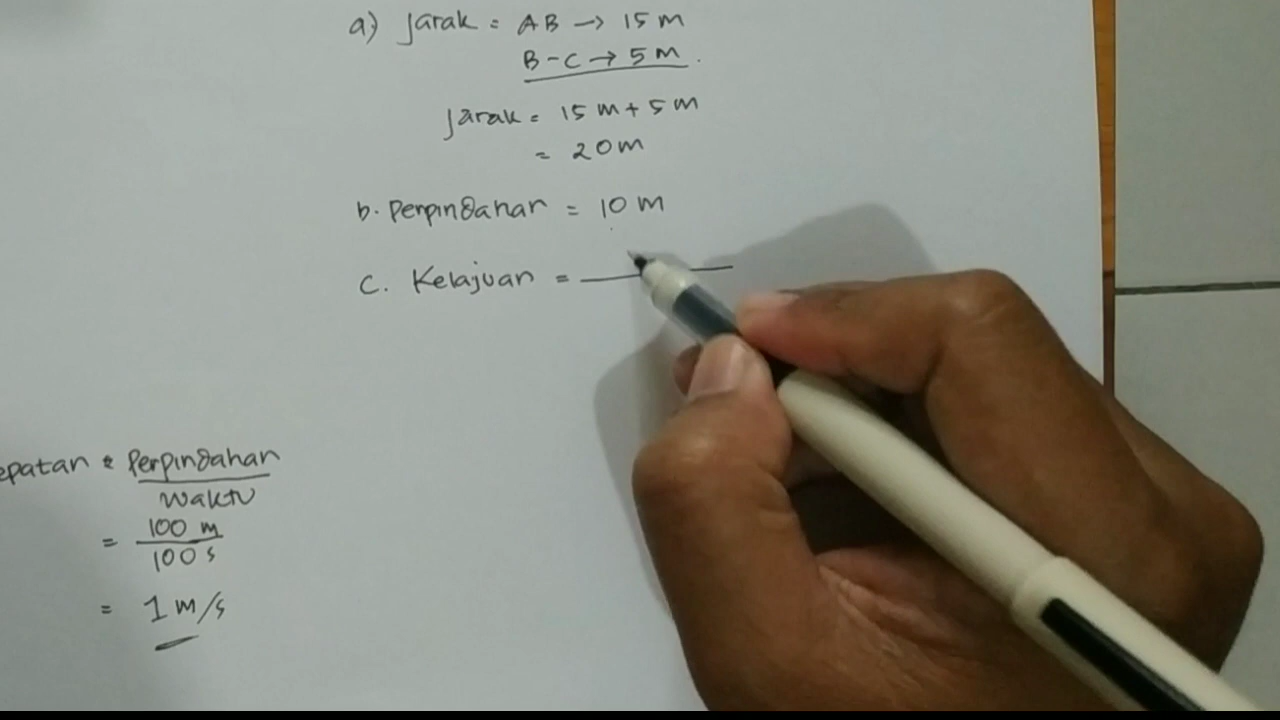 a) Jarak = AB → 15 m
B-C → 5 m.
Jarak = 15 m + 5 m
= 20 m
b. Perpindahan = 10 m
c. Kelajuan =
epatan = Perpindahan
Waktu
= 100 m
100 s
= 1 m/s